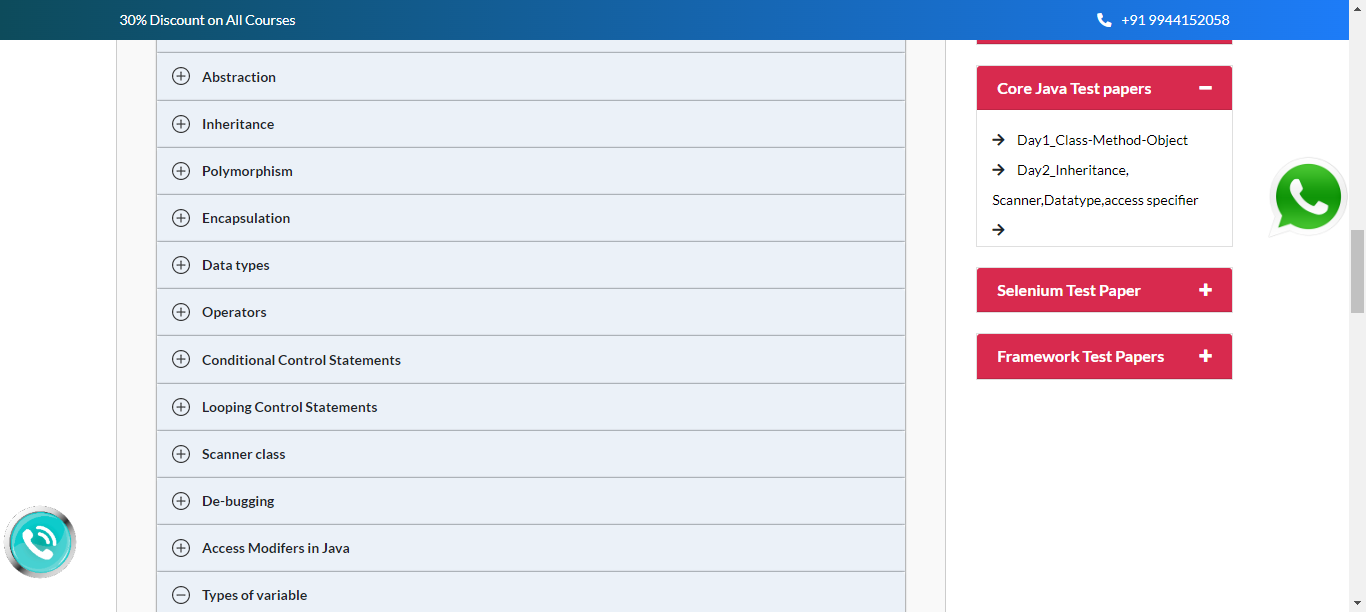 30% Discount on All Courses
+91 9944152058
Abstraction
Inheritance
Polymorphism
Encapsulation
Data types
Operators
Conditional Control Statements
Looping Control Statements
Scanner class
De-bugging
Access Modifers in Java
Types of variable
Core Java Test papers
Day1_Class-Method-Object
Day2_Inheritance,
Scanner,Datatype,access specifier
Selenium Test Paper
Framework Test Papers